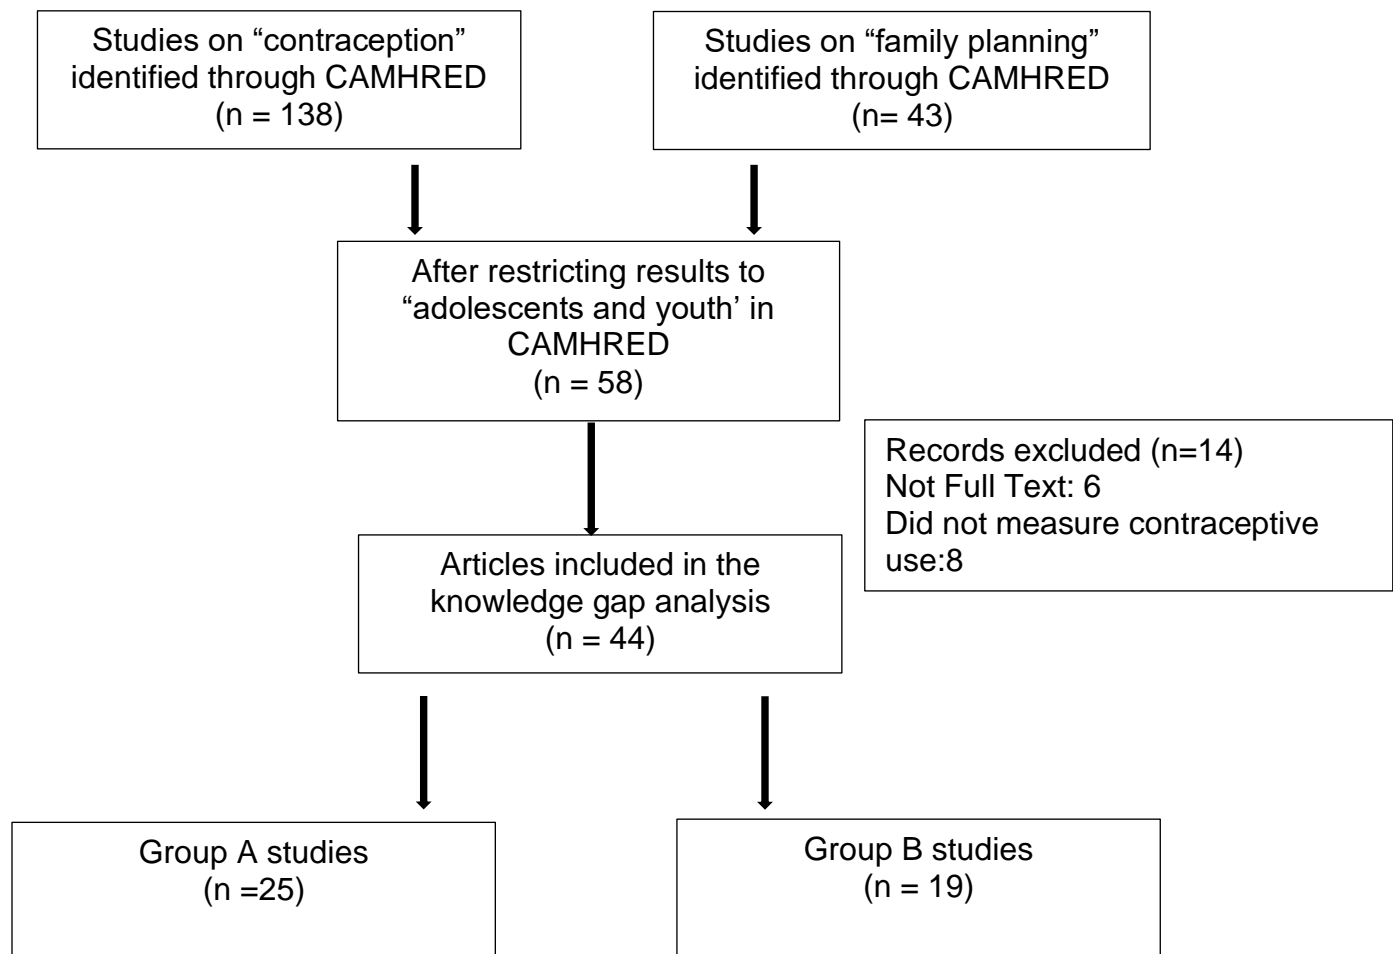 Studies on “contraception”
identified through CAMHRED
(n = 138)
Studies on “family planning”
identified through CAMHRED
(n= 43)
After restricting results to
“adolescents and youth’ in
CAMHRED
(n = 58)
Records excluded (n=14)
Not Full Text: 6
Did not measure contraceptive
use:8
Articles included in the
knowledge gap analysis
(n = 44)
Group A studies
(n =25)
Group B studies
(n = 19)